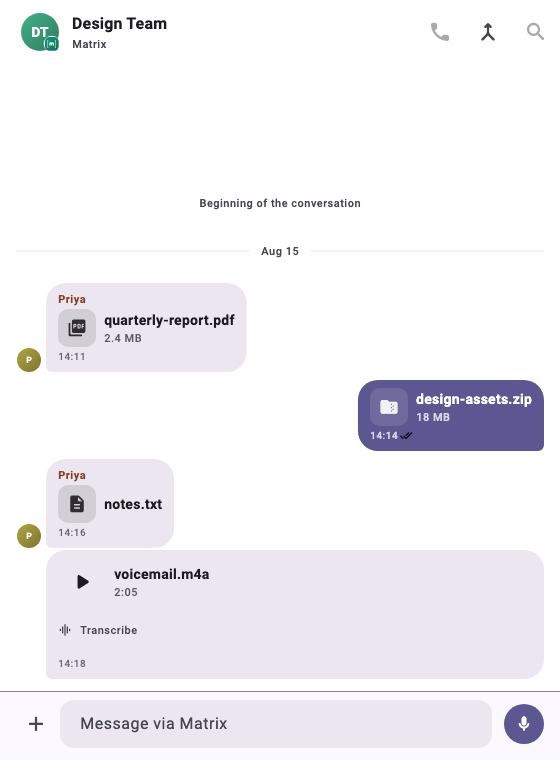 DT
[m]
Design Team
Matrix
Beginning of the conversation
Aug 15
Priya
PDF
quarterly-report.pdf
2.4 MB
P
14:11
design-assets.zip
18 MB
14:14
Priya
notes.txt
P
14:16
voicemail.m4a
2:05
Transcribe
14:18
Message via Matrix